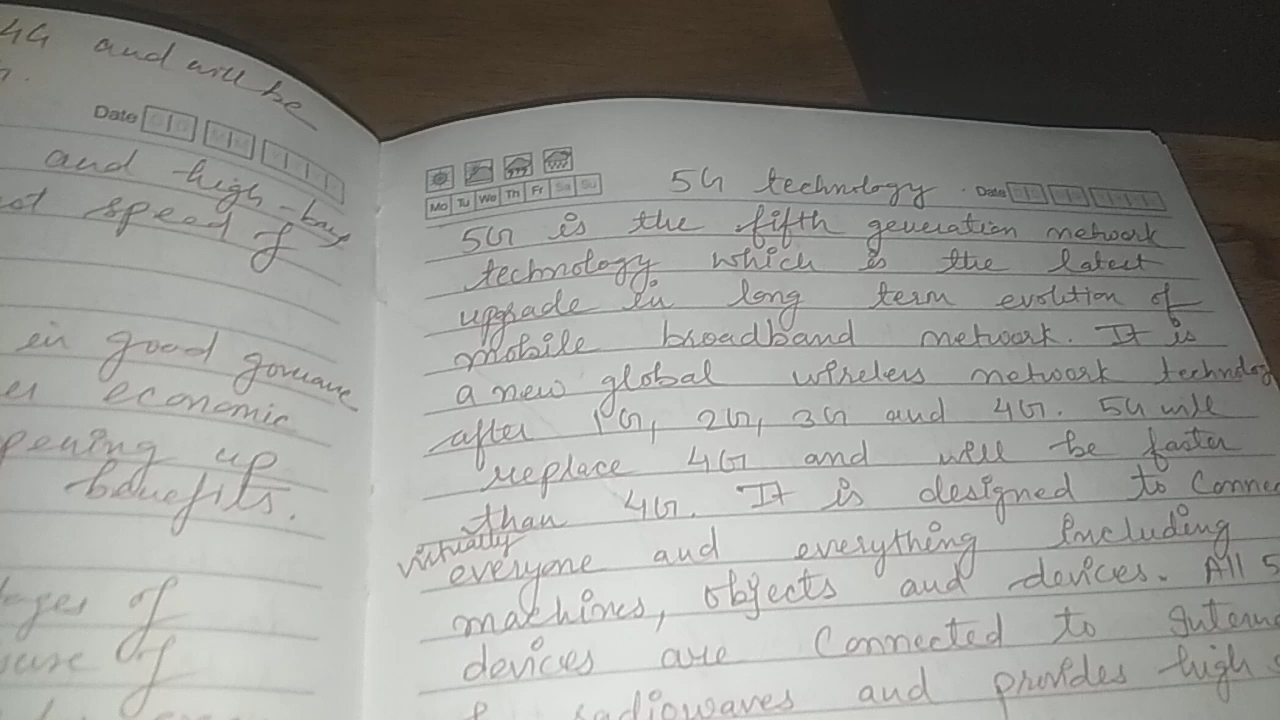 4G and will be
Date
and high-
speed of
in good
economic
up
benefits.
of
of
Mo Tu We Th Fr Sa Su
5G technology Date
5G is the fifth generation network
technology which is the latest
upgrade in long term evolution of
mobile broadband network. It is
a new global wireless network technology
after 1G, 2G, 3G and 4G. 5G will
replace 4G and will be faster
than 4G. It is designed to Connec
virtually
everyone and everything including
machines, objects and devices. All 5
devices are Connected to Interne
radiowaves and provides high